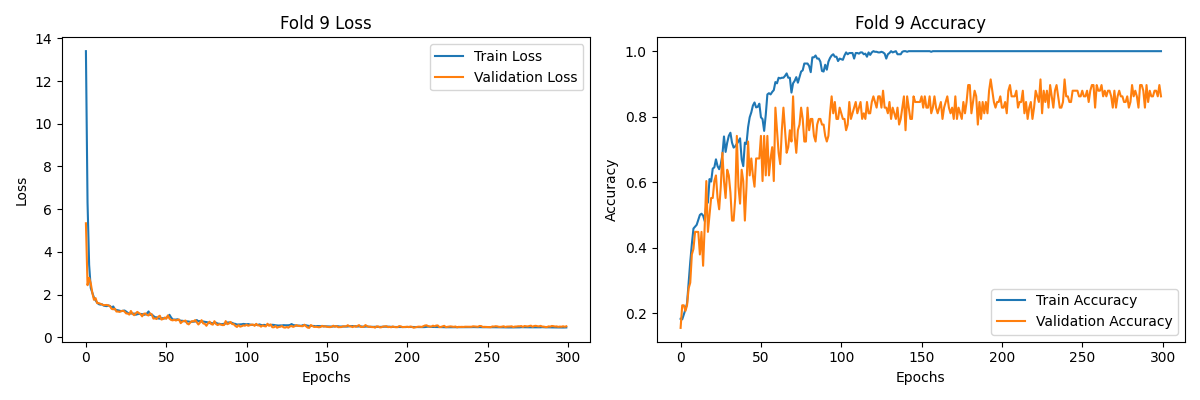 Fold 9 Loss
14
12
10
8
6
4
2
0
Loss
Train Loss
Validation Loss
0 50 100 150 200 250 300
Epochs
Fold 9 Accuracy
1.0
0.8
0.6
0.4
0.2
Accuracy
Train Accuracy
Validation Accuracy
0 50 100 150 200 250 300
Epochs